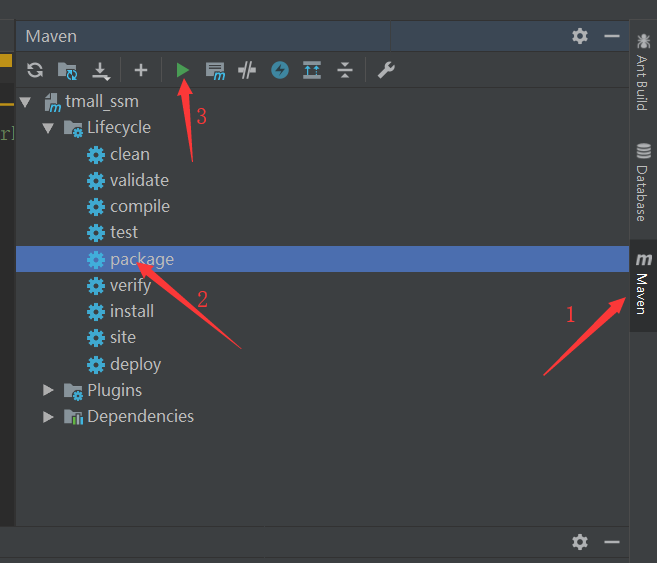 Maven
tmall_ssm
Lifecycle
clean
validate
compile
test
package
verify
install
site
deploy
Plugins
Dependencies
3
2
1
Ant Build
Database
m
Maven